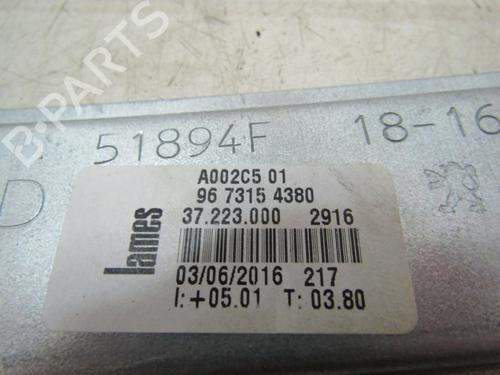 B-PARTS
51894F
18-16
D
A002C5 01
96 7315 4380
37.223.000 2916
lames
03/06/2016 217
I:+05.01 T: 03.80